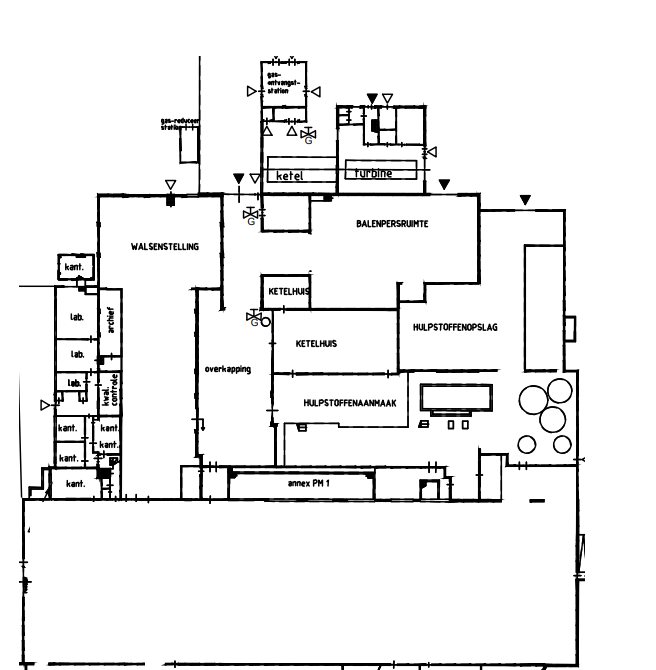 gas-
ontvangst-
station
gas-reduceer
station
G
ketel
turbine
G
BALENPERSRUIMTE
WALSENSTELLING
kant.
KETELHUIS
lab.
archief
G
HULPSTOFFENOPSLAG
KETELHUIS
lab.
overkapping
lab.
kwal.
controle
HULPSTOFFENAANMAAK
kant.
kant.
kant.
kant.
kant.
annex PM 1